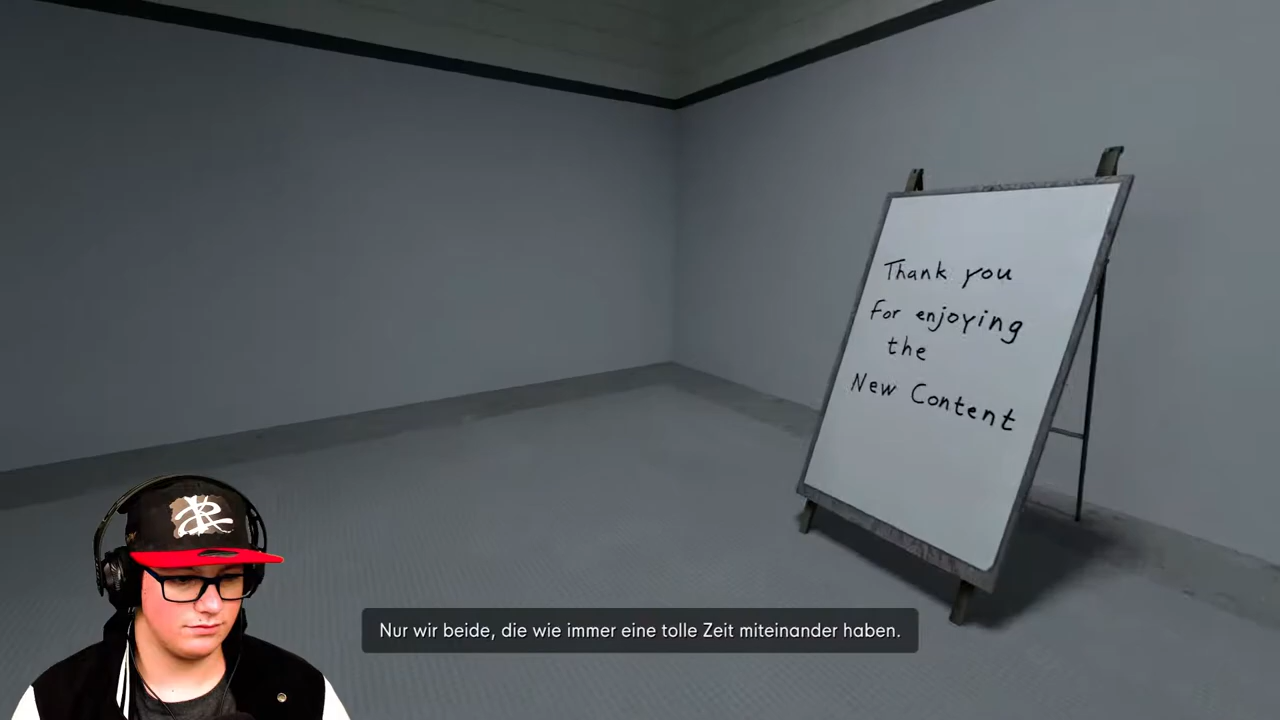 Thank you
For enjoying
the
New Content
Nur wir beide, die wie immer eine tolle Zeit miteinander haben.